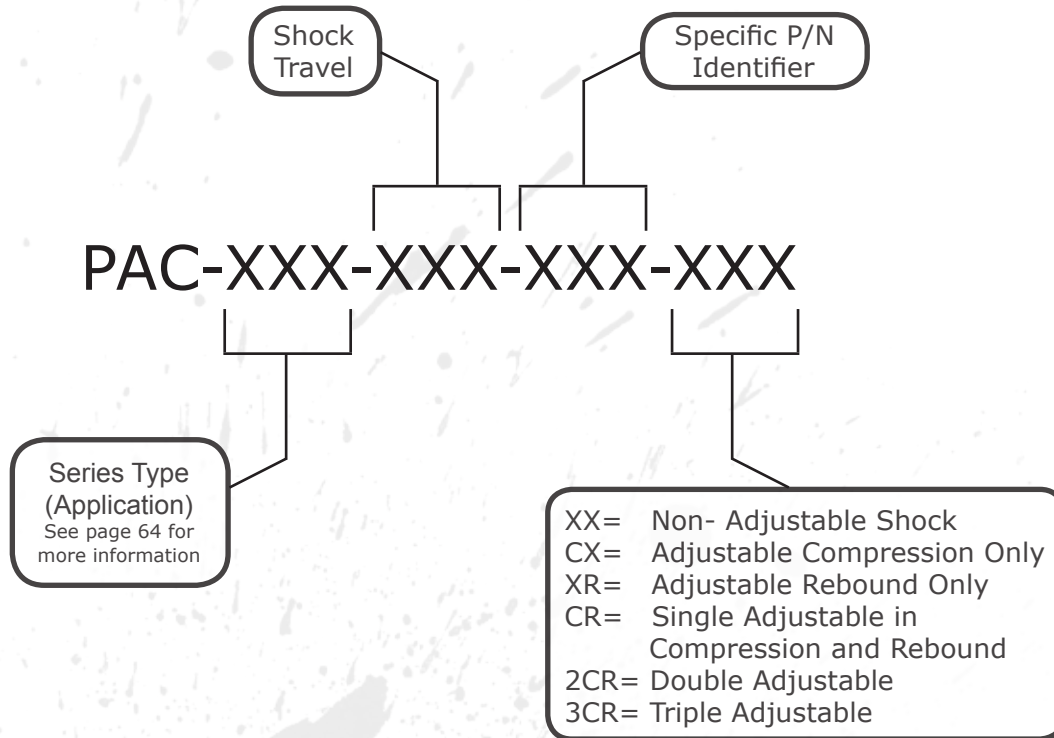 Shock
Travel
Specific P/N
Identifier
PAC-XXX-XXX-XXX-XXX
Series Type
(Application)
See page 64 for
more information
XX= Non- Adjustable Shock
CX= Adjustable Compression Only
XR= Adjustable Rebound Only
CR= Single Adjustable in
Compression and Rebound
2CR= Double Adjustable
3CR= Triple Adjustable